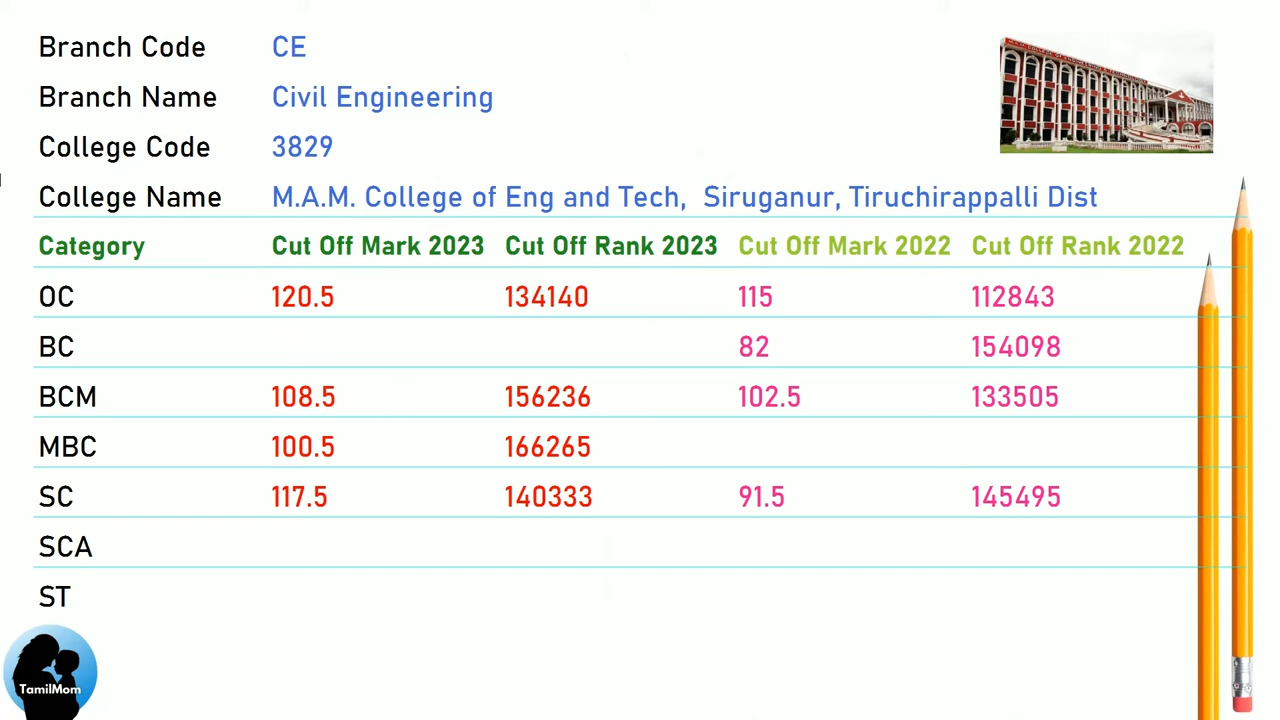 Branch Code CE
Branch Name Civil Engineering
College Code 3829
College Name M.A.M. College of Eng and Tech, Siruganur, Tiruchirappalli Dist
Category Cut Off Mark 2023 Cut Off Rank 2023 Cut Off Mark 2022 Cut Off Rank 2022
OC 120.5 134140 115 112843
BC 82 154098
BCM 108.5 156236 102.5 133505
MBC 100.5 166265
SC 117.5 140333 91.5 145495
SCA
ST
TamilMom